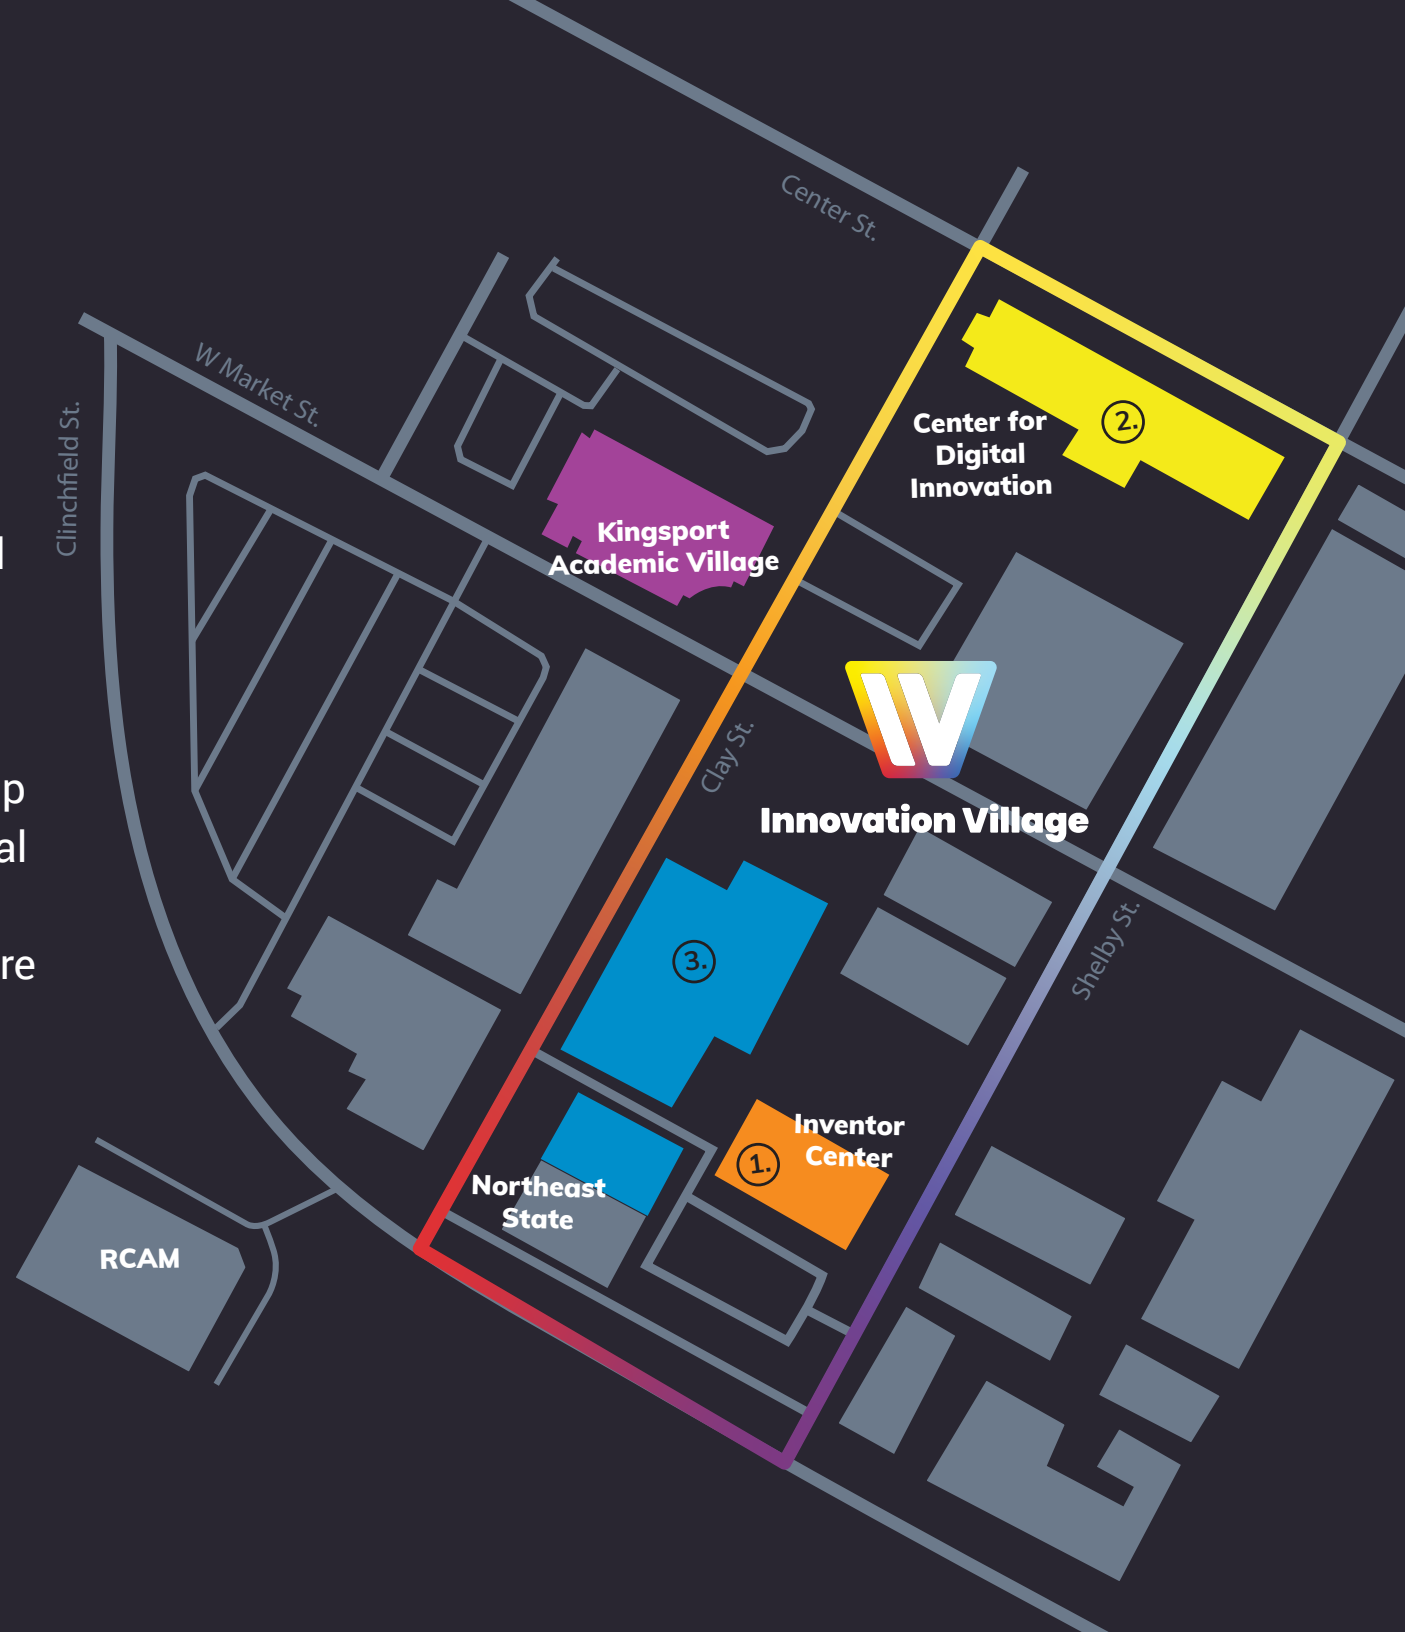 Center St.
W Market St.
Clinchfield St.
2.
Center for
Digital
Innovation
Kingsport
Academic Village
Clay St.
Innovation Village
p
al
re
3.
Shelby St.
Inventor
Center
1.
Northeast
State
RCAM